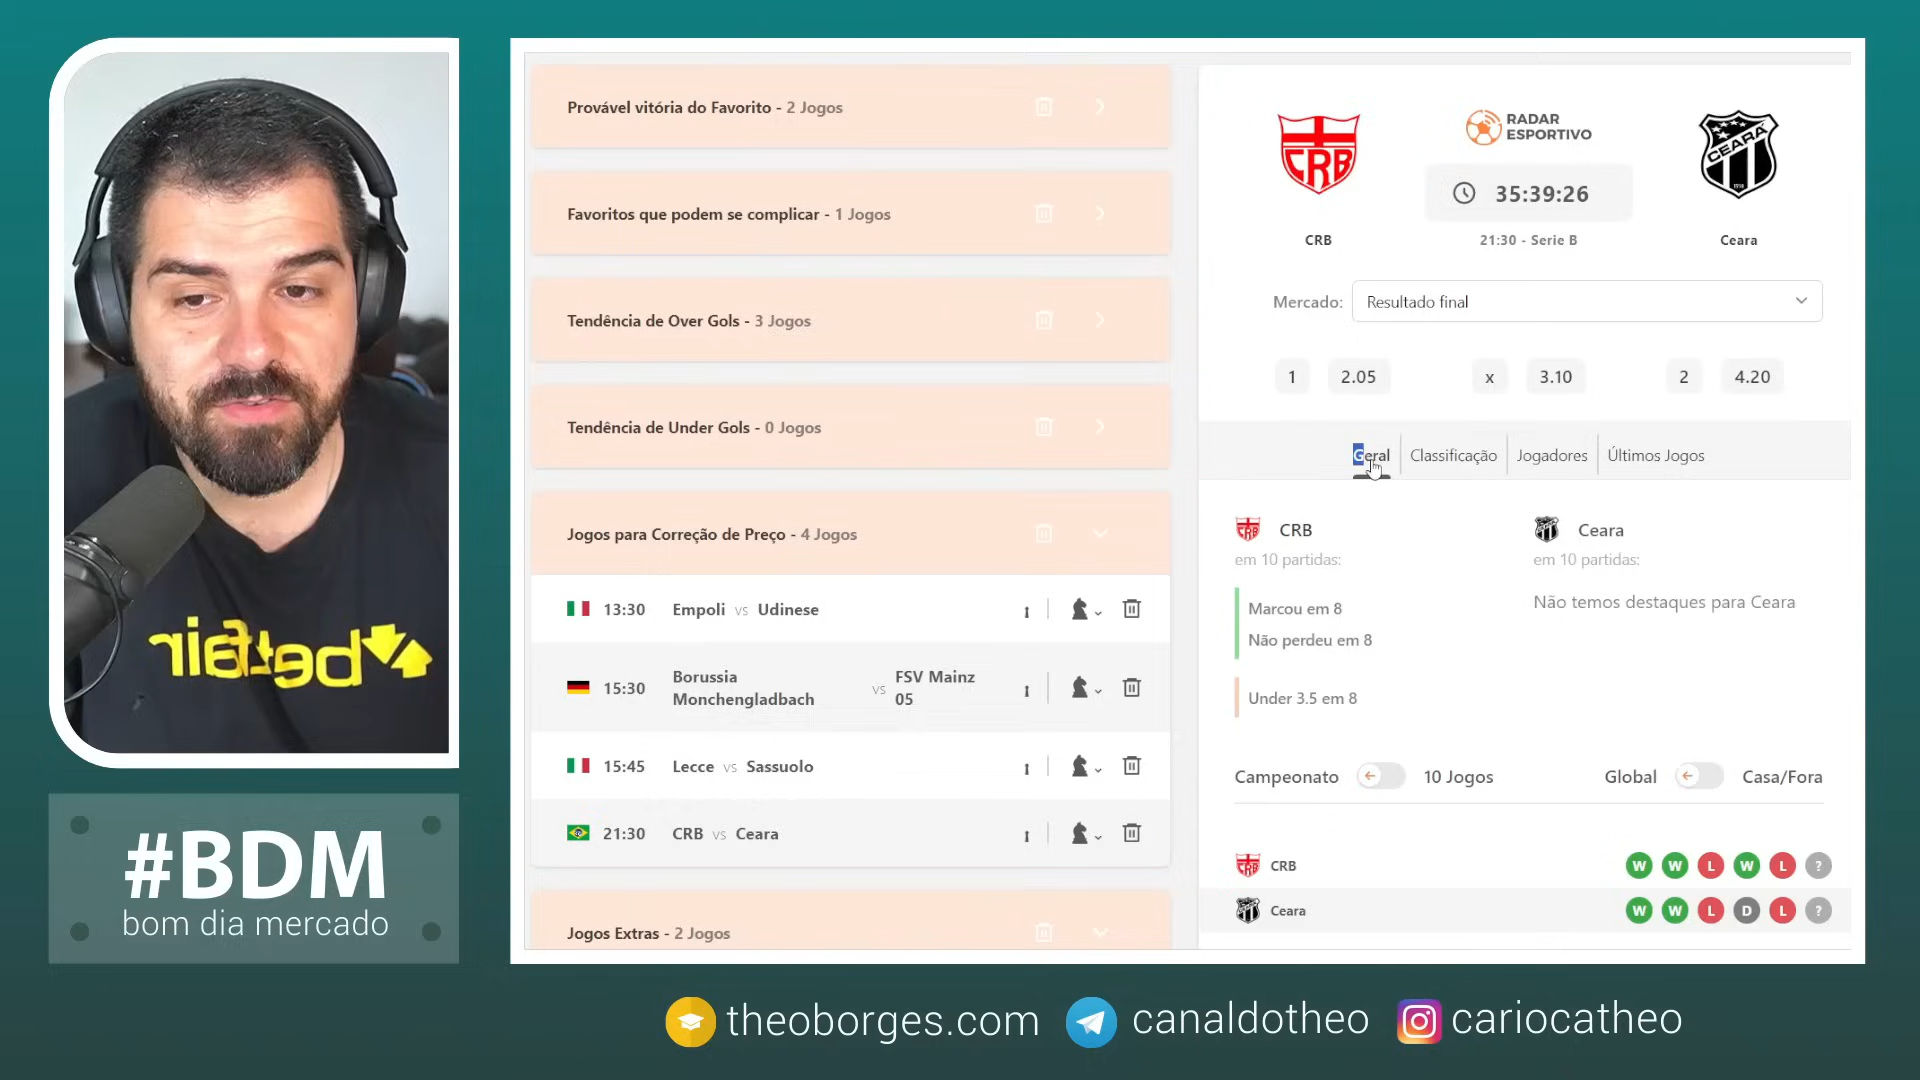 betfair
#BDM
bom dia mercado
Provável vitória do Favorito - 2 Jogos
Favoritos que podem se complicar - 1 Jogos
Tendência de Over Gols - 3 Jogos
Tendência de Under Gols - 0 Jogos
Jogos para Correção de Preço - 4 Jogos
13:30 Empoli vs Udinese
15:30 Borussia Monchengladbach vs FSV Mainz 05
15:45 Lecce vs Sassuolo
21:30 CRB vs Ceara
Jogos Extras - 2 Jogos
CRB
RADAR ESPORTIVO
CEARÁ
35:39:26
CRB
21:30 - Serie B
Ceara
Mercado: Resultado final
1 2.05 x 3.10 2 4.20
Geral Classificação Jogadores Últimos Jogos
CRB
em 10 partidas:
Marcou em 8
Não perdeu em 8
Under 3.5 em 8
Ceara
em 10 partidas:
Não temos destaques para Ceara
Campeonato 10 Jogos Global Casa/Fora
CRB W W L W L ?
Ceara W W L D L ?
theoborges.com canaldotheo cariocatheo